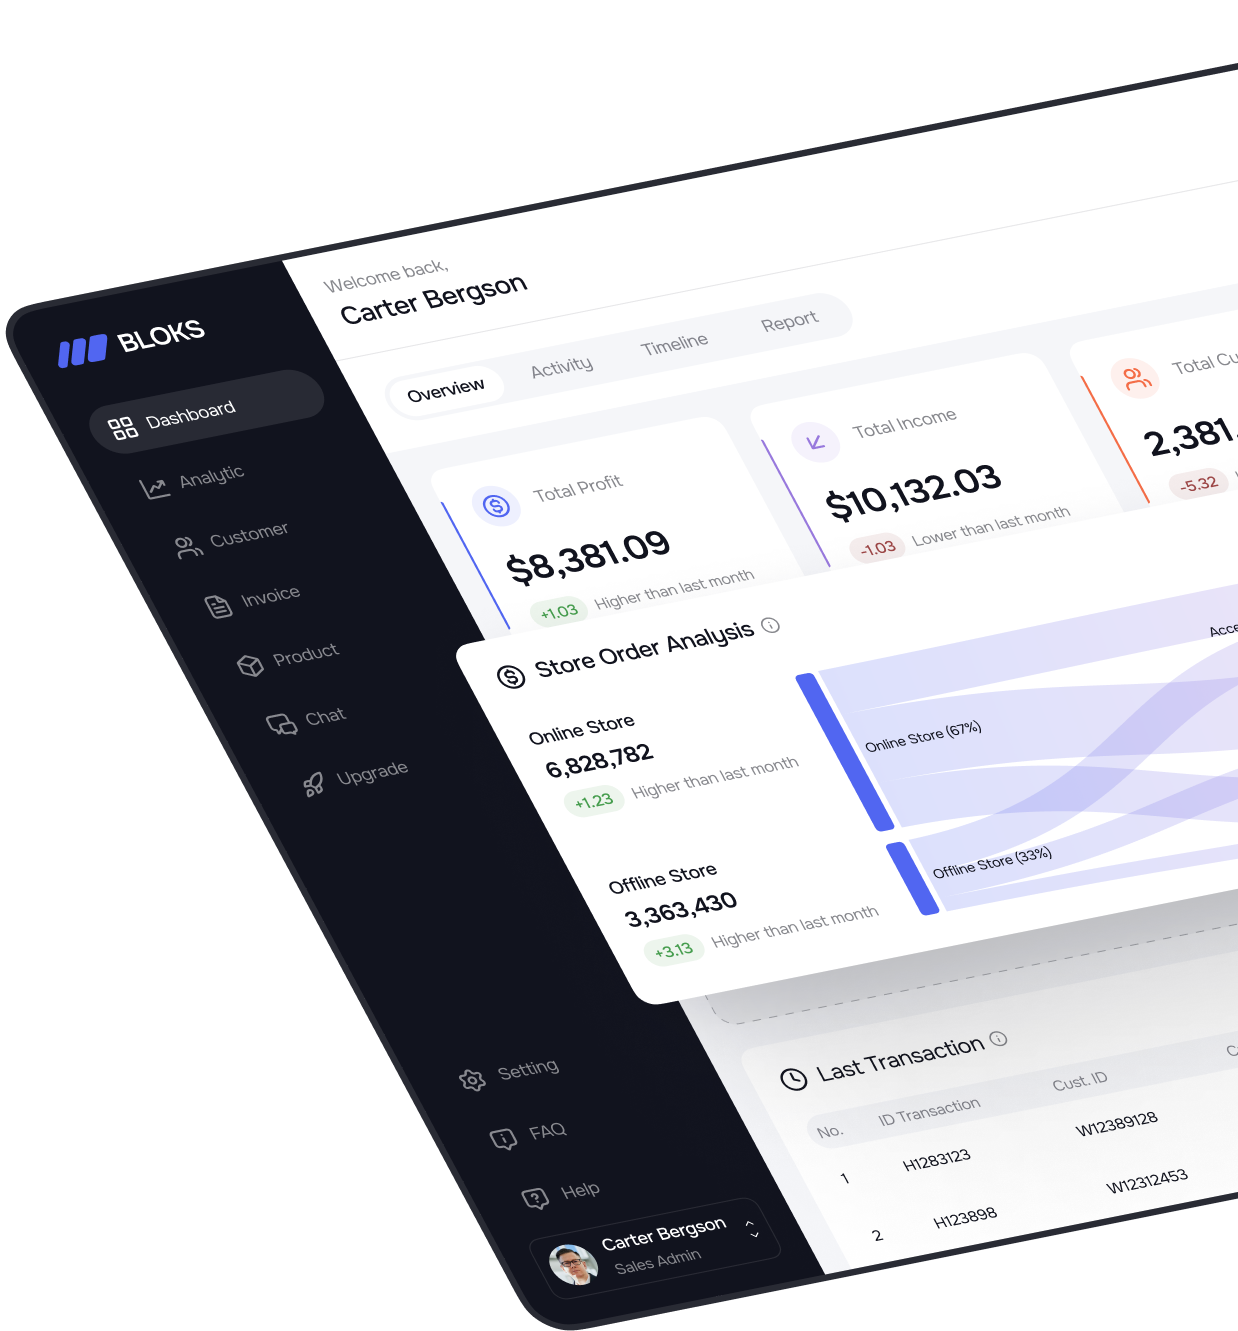 BLOKS
Dashboard
Analytic
Customer
Invoice
Product
Chat
Upgrade
Setting
FAQ
Help
Carter Bergson
Sales Admin
Welcome back,
Carter Bergson
Overview
Activity
Timeline
Report
Total Profit
$8,381.09
+1.03 Higher than last month
Total Income
$10,132.03
-1.03 Lower than last month
Total
2,381
-5.32
Store Order Analysis
Online Store
6,828,782
+1.23 Higher than last month
Offline Store
3,363,430
+3.13 Higher than last month
Online Store (67%)
Offline Store (33%)
Last Transaction
No. ID Transaction Cust. ID
1 H1283123 W12389128
2 H123898 W12312453